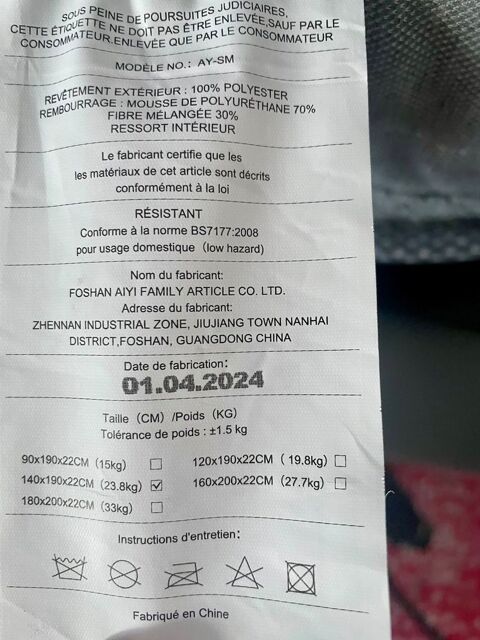 SOUS PEINE DE POURSUITES JUDICIAIRES,
CETTE ÉTIQUETTE NE DOIT PAS ÊTRE ENLEVÉE,SAUF PAR LE
CONSOMMATEUR.ENLEVÉE QUE PAR LE CONSOMMATEUR
MODÈLE NO.: AY-SM
REVÊTEMENT EXTÉRIEUR : 100% POLYESTER
REMBOURRAGE : MOUSSE DE POLYURÉTHANE 70%
FIBRE MÉLANGÉE 30%
RESSORT INTÉRIEUR
Le fabricant certifie que les
les matériaux de cet article sont décrits
conformément à la loi
RÉSISTANT
Conforme à la norme BS7177:2008
pour usage domestique (low hazard)
Nom du fabricant:
FOSHAN AIYI FAMILY ARTICLE CO. LTD.
Adresse du fabricant:
ZHENNAN INDUSTRIAL ZONE, JIUJIANG TOWN NANHAI
DISTRICT,FOSHAN, GUANGDONG CHINA
Date de fabrication:
01.04.2024
Taille (CM) /Poids (KG)
Tolérance de poids : ±1.5 kg
90x190x22CM (15kg) ☐ 120x190x22CM ( 19.8kg) ☐
140x190x22CM (23.8kg) ☑ 160x200x22CM (27.7kg) ☐
180x200x22CM (33kg) ☐
Instructions d'entretien:
Fabriqué en Chine